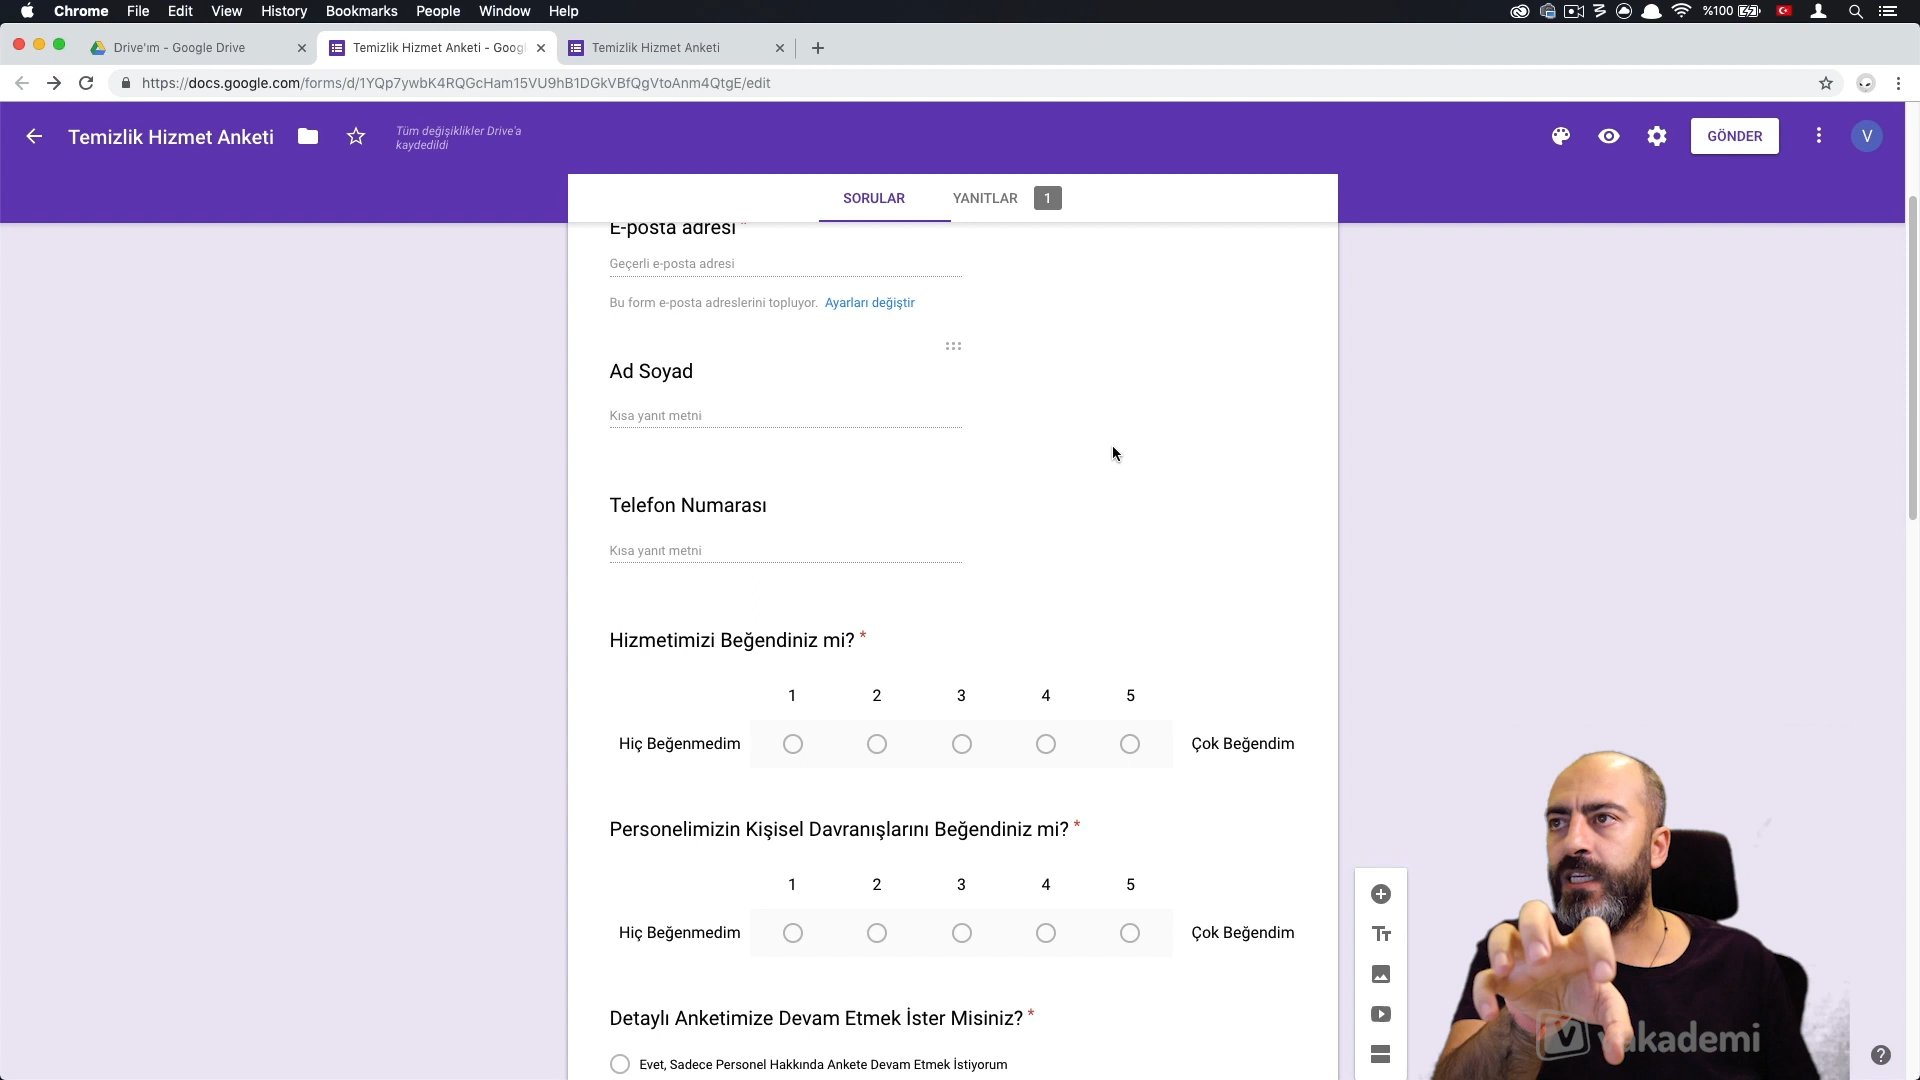 Chrome File Edit View History Bookmarks People Window Help %100
Drive'ım - Google Drive
Temizlik Hizmet Anketi - Goog
Temizlik Hizmet Anketi
https://docs.google.com/forms/d/1YQp7ywbK4RQGcHam15VU9hB1DGkVBfQgVtoAnm4QtgE/edit
Temizlik Hizmet Anketi
Tüm değişiklikler Drive'a
kaydedildi
GÖNDER
V
SORULAR YANITLAR 1
E-posta adresi *
Geçerli e-posta adresi
Bu form e-posta adreslerini topluyor. Ayarları değiştir
Ad Soyad
Kısa yanıt metni
Telefon Numarası
Kısa yanıt metni
Hizmetimizi Beğendiniz mi? *
1 2 3 4 5
Hiç Beğenmedim Çok Beğendim
Personelimizin Kişisel Davranışlarını Beğendiniz mi? *
1 2 3 4 5
Hiç Beğenmedim Çok Beğendim
Detaylı Anketimize Devam Etmek İster Misiniz? *
Evet, Sadece Personel Hakkında Ankete Devam Etmek İstiyorum
Tт
?